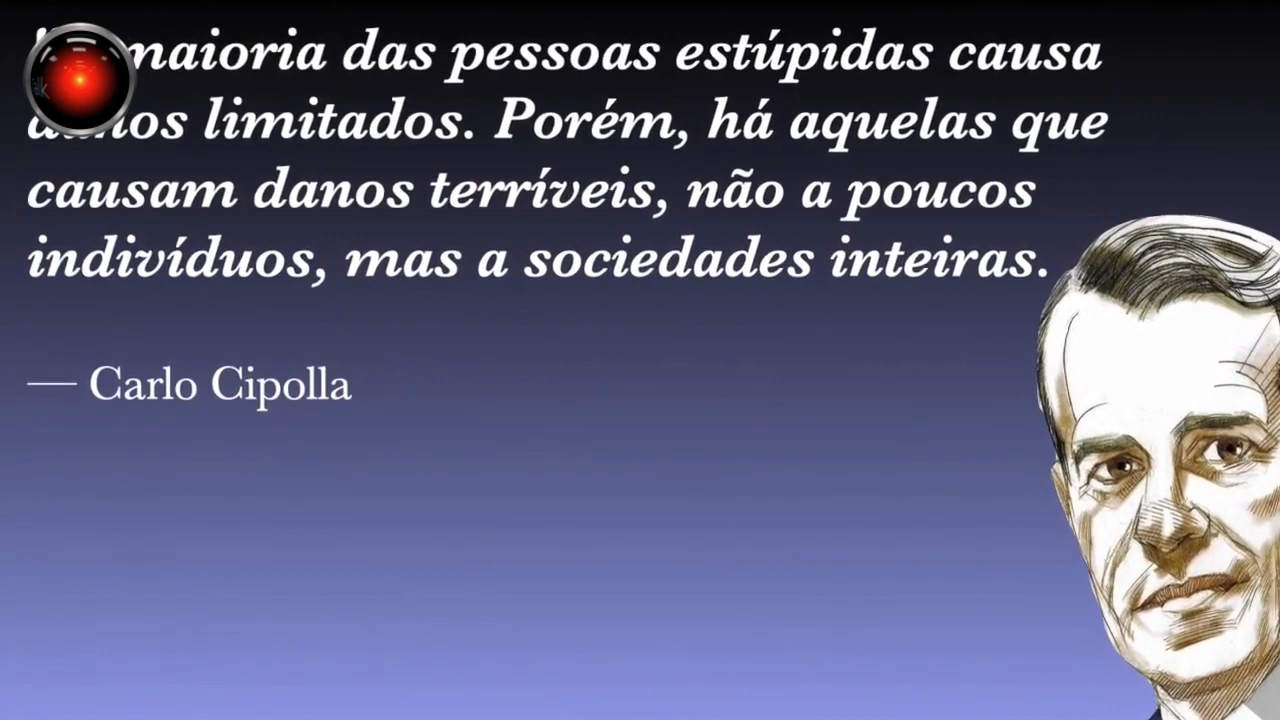 maioria das pessoas estúpidas causa
danos limitados. Porém, há aquelas que
causam danos terríveis, não a poucos
indivíduos, mas a sociedades inteiras.
— Carlo Cipolla